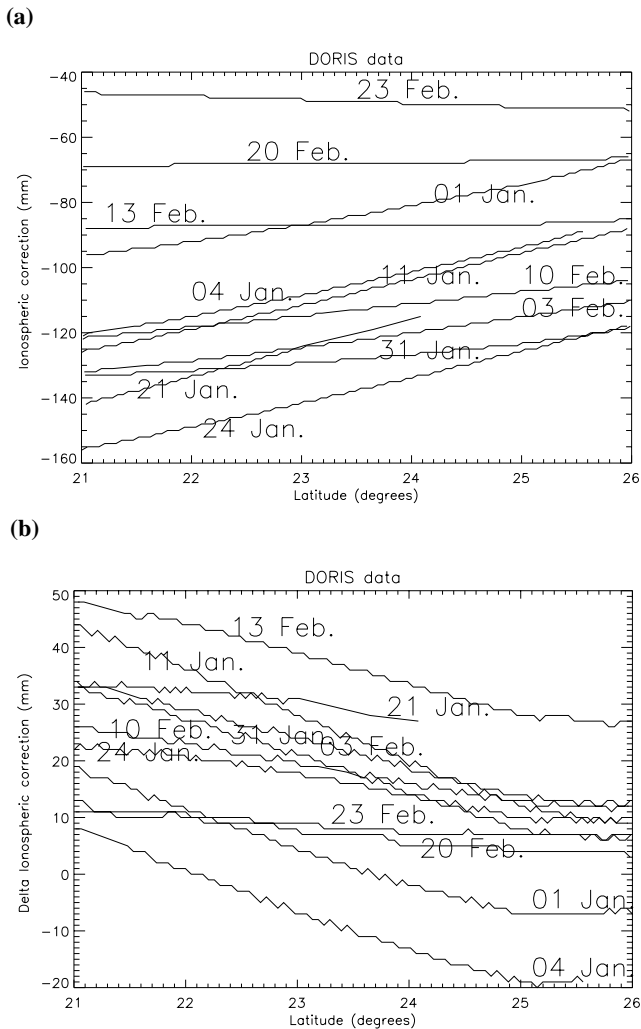 (a)
DORIS data
-40
23 Feb.
-60
20 Feb.
-80
01 Jan.
13 Feb.
-100
04 Jan.
11 Jan.
10 Feb.
03 Feb.
-120
31 Jan.
21 Jan.
-140
24 Jan.
-160
Ionospheric correction (mm)
21 22 23 24 25 26
Latitude (degrees)
(b)
DORIS data
50
13 Feb.
40
11 Jan.
30
21 Jan.
10 Feb.
31 Jan.
03 Feb.
24 Jan.
20
10
23 Feb.
20 Feb.
0
01 Jan.
-10
04 Jan.
-20
Delta Ionospheric correction (mm)
21 22 23 24 25 26
Latitude (degrees)